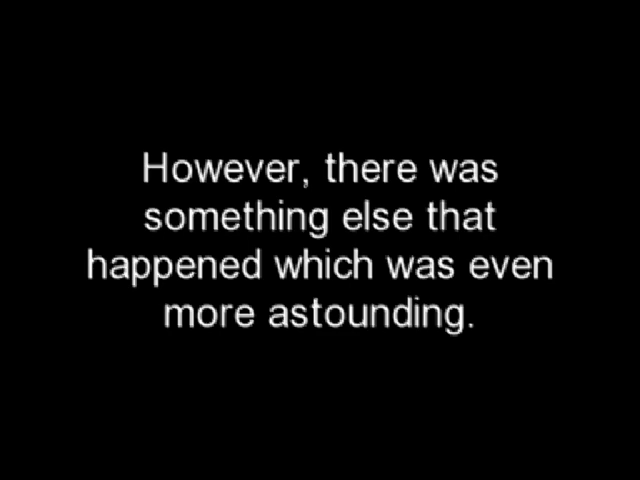 However, there was
something else that
happened which was even
more astounding.